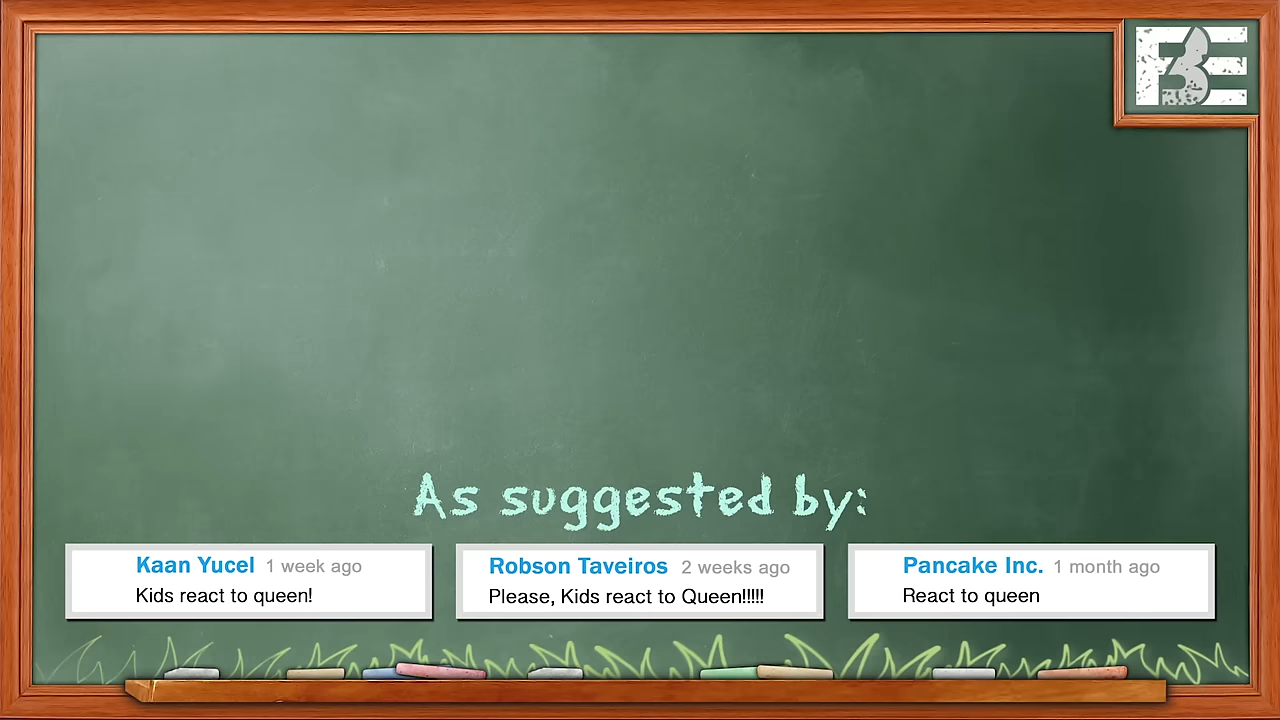 FBE
As suggested by:
Kaan Yucel 1 week ago
Kids react to queen!
Robson Taveiros 2 weeks ago
Please, Kids react to Queen!!!!!
Pancake Inc. 1 month ago
React to queen